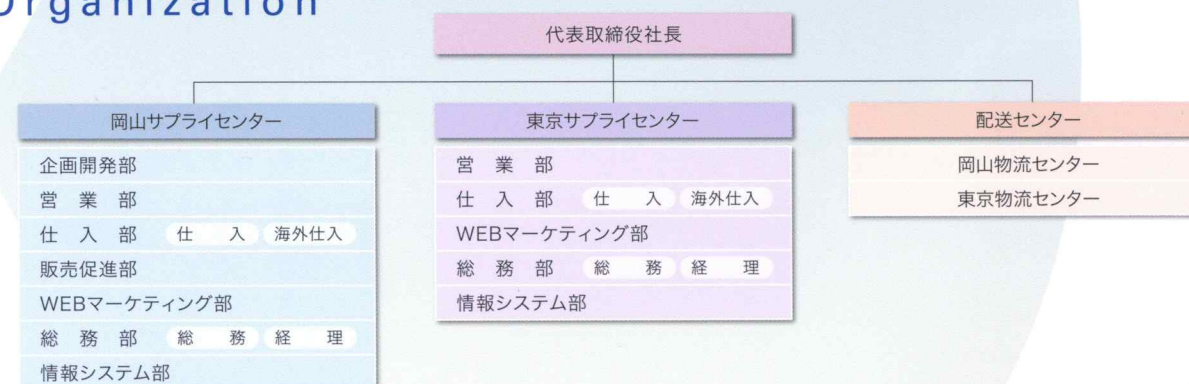 Organization
代表取締役社長
岡山サプライセンター
企画開発部
営業部
仕入部 仕入 海外仕入
販売促進部
WEBマーケティング部
総務部 総務 経理
情報システム部
東京サプライセンター
営業部
仕入部 仕入 海外仕入
WEBマーケティング部
総務部 総務 経理
情報システム部
配送センター
岡山物流センター
東京物流センター